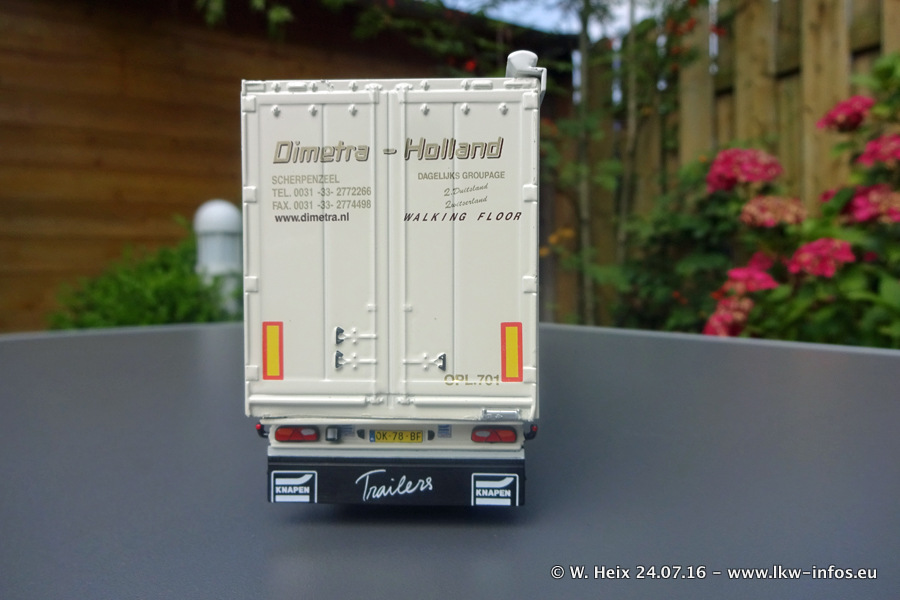 Dimetra - Holland
SCHERPENZEEL
TEL. 0031 -33- 2772266
FAX. 0031 -33- 2774498
www.dimetra.nl
DAGELIJKS GROUPAGE
Duitsland
WALKING FLOOR
OPL.701
OK-78-BF
KNAPEN
Trailers
KNAPEN
© W. Heix 24.07.16 - www.lkw-infos.eu